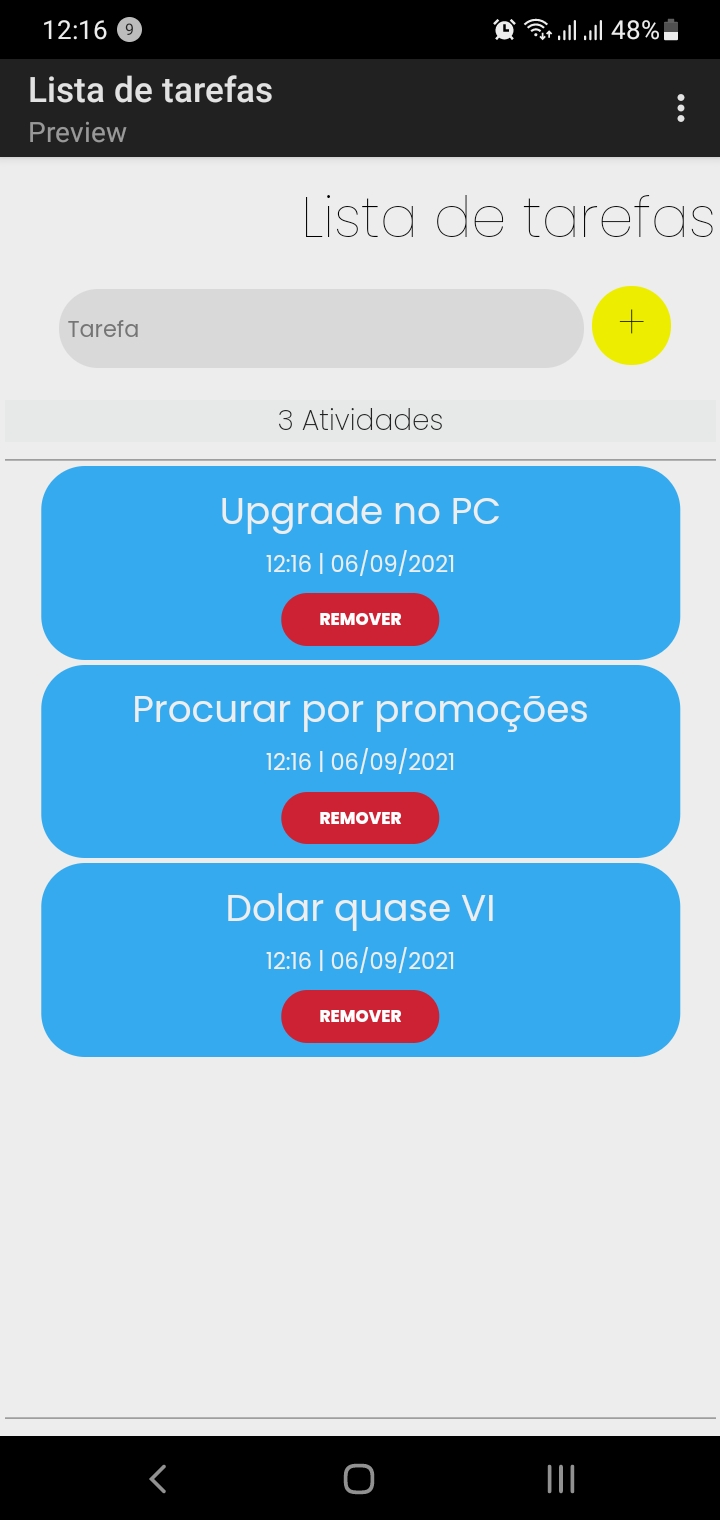 12:16 9 48%
Lista de tarefas
Preview
Lista de tarefas
Tarefa +
3 Atividades
Upgrade no PC
12:16 | 06/09/2021
REMOVER
Procurar por promoções
12:16 | 06/09/2021
REMOVER
Dolar quase VI
12:16 | 06/09/2021
REMOVER